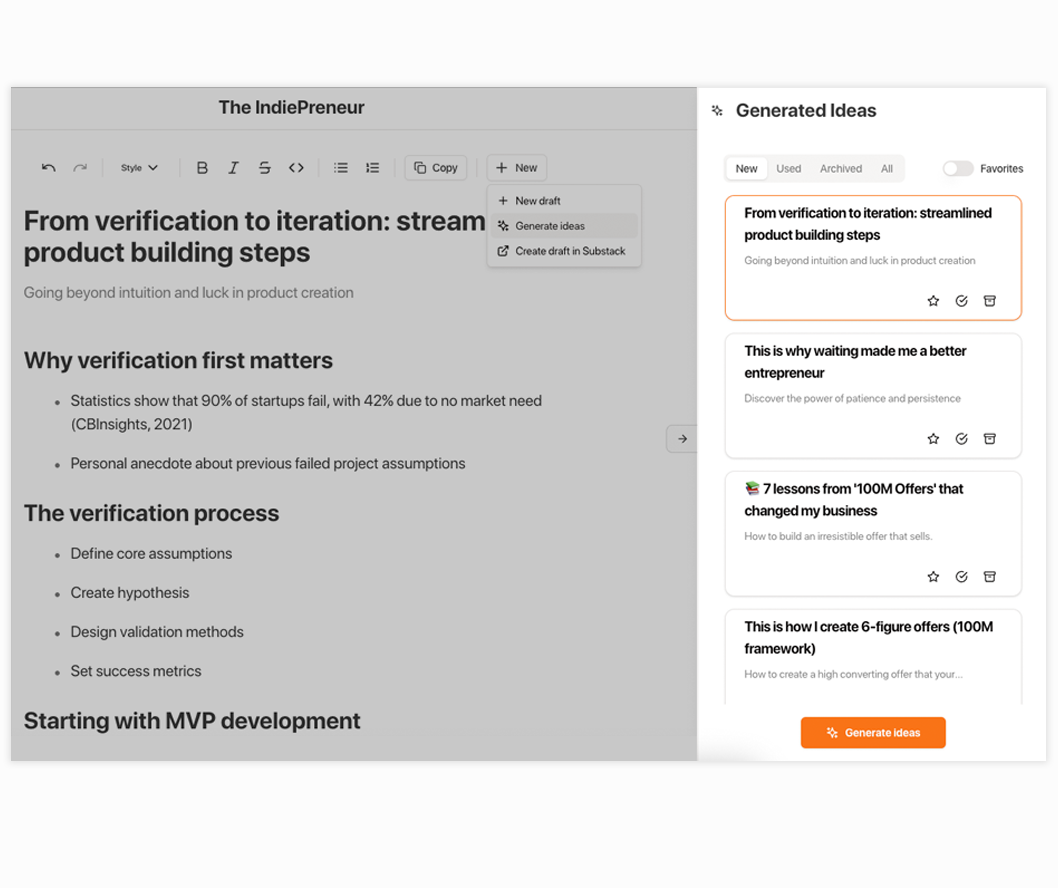 The IndiePreneur
Style
Copy
New
New draft
Generate ideas
Create draft in Substack
From verification to iteration: stream
product building steps
Going beyond intuition and luck in product creation
Why verification first matters
• Statistics show that 90% of startups fail, with 42% due to no market need
(CBInsights, 2021)
• Personal anecdote about previous failed project assumptions
The verification process
• Define core assumptions
• Create hypothesis
• Design validation methods
• Set success metrics
Starting with MVP development
Generated Ideas
New Used Archived All Favorites
From verification to iteration: streamlined
product building steps
Going beyond intuition and luck in product creation
This is why waiting made me a better
entrepreneur
Discover the power of patience and persistence
📚 7 lessons from '100M Offers' that
changed my business
How to build an irresistible offer that sells.
This is how I create 6-figure offers (100M
framework)
How to create a high converting offer that your...
Generate ideas